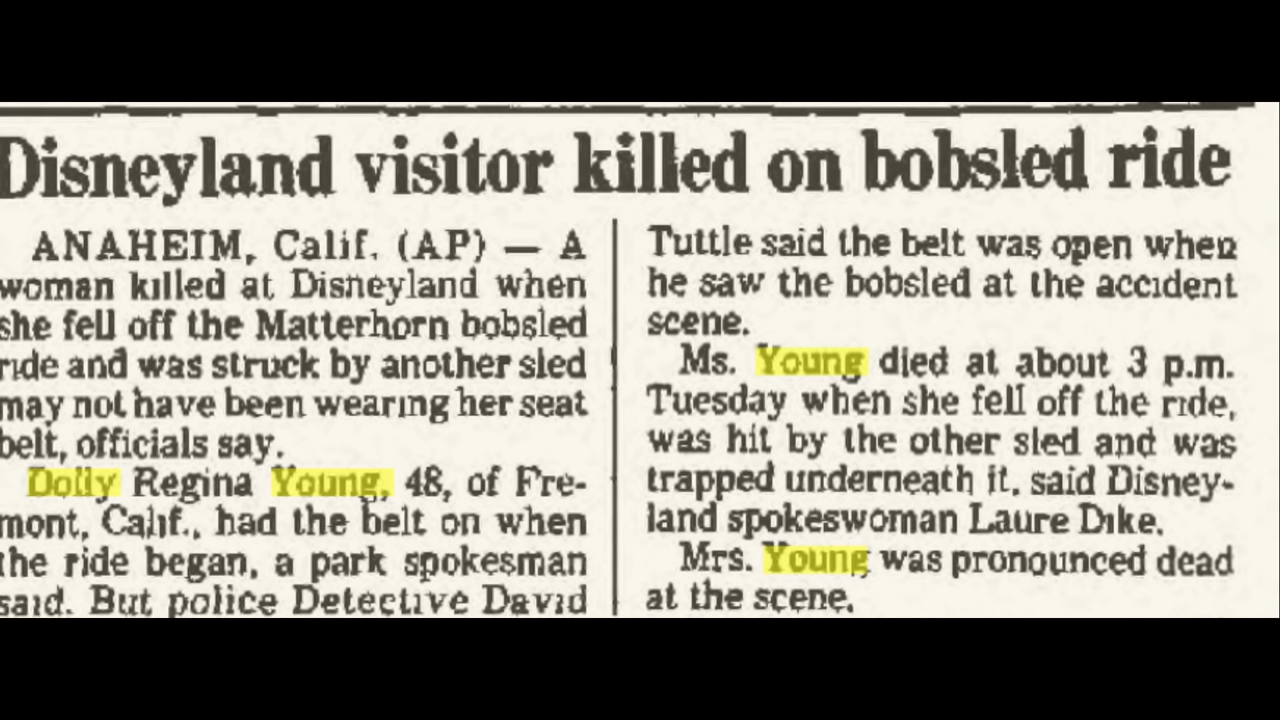 Disneyland visitor killed on bobsled ride
ANAHEIM, Calif. (AP) — A
woman killed at Disneyland when
she fell off the Matterhorn bobsled
ride and was struck by another sled
may not have been wearing her seat
belt, officials say.
Dolly Regina Young, 48, of Fre-
mont, Calif., had the belt on when
the ride began, a park spokesman
said. But police Detective David
Tuttle said the belt was open when
he saw the bobsled at the accident
scene.
Ms. Young died at about 3 p.m.
Tuesday when she fell off the ride,
was hit by the other sled and was
trapped underneath it, said Disney-
land spokeswoman Laure Dike.
Mrs. Young was pronounced dead
at the scene.